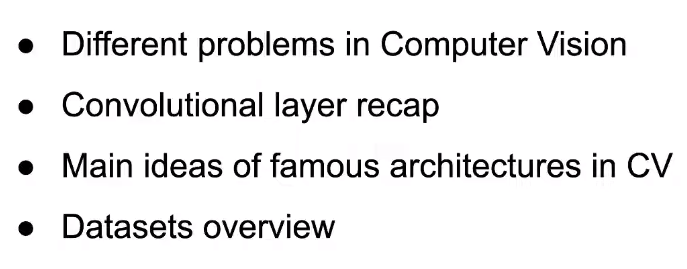 ● Different problems in Computer Vision
● Convolutional layer recap
● Main ideas of famous architectures in CV
● Datasets overview